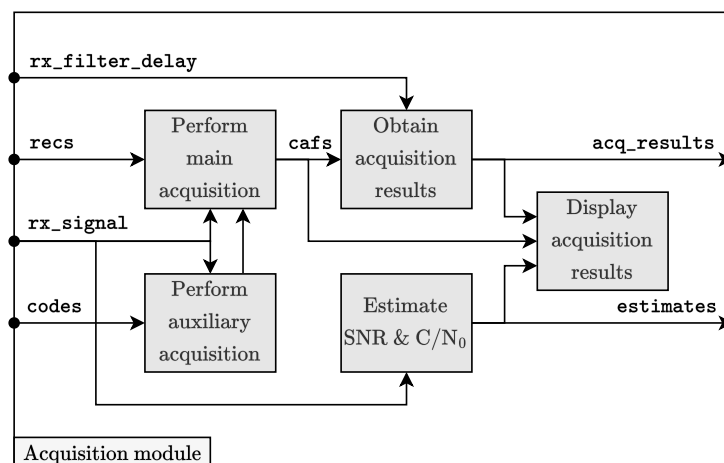 rx_filter_delay
Perform
main
acquisition
Obtain
acquisition
results
recs
cafs
acq_results
rx_signal
Display
acquisition
results
codes
Perform
auxiliary
acquisition
Estimate
SNR & C/N₀
estimates
Acquisition module